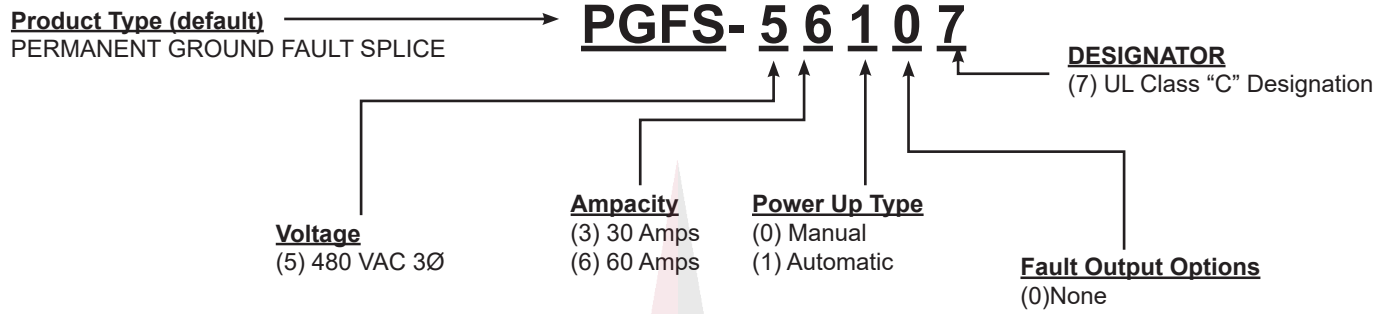 Product Type (default)
PERMANENT GROUND FAULT SPLICE
PGFS- 5 6 1 0 7
DESIGNATOR
(7) UL Class “C” Designation
Voltage
(5) 480 VAC 3Ø
Ampacity
(3) 30 Amps
(6) 60 Amps
Power Up Type
(0) Manual
(1) Automatic
Fault Output Options
(0)None